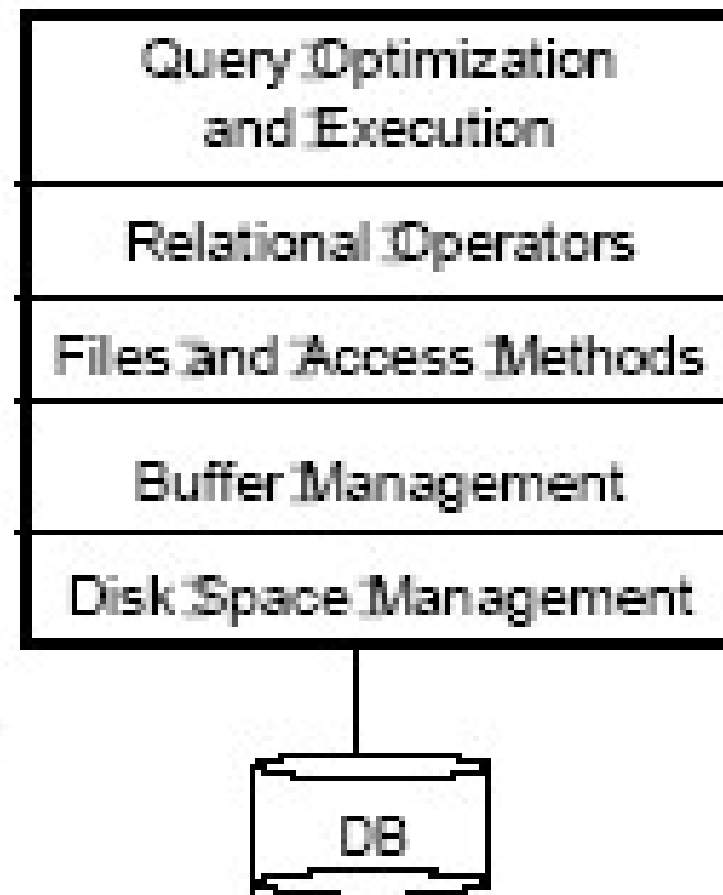 Query Optimization
and Execution
Relational Operators
Files and Access Methods
Buffer Management
Disk Space Management
DB